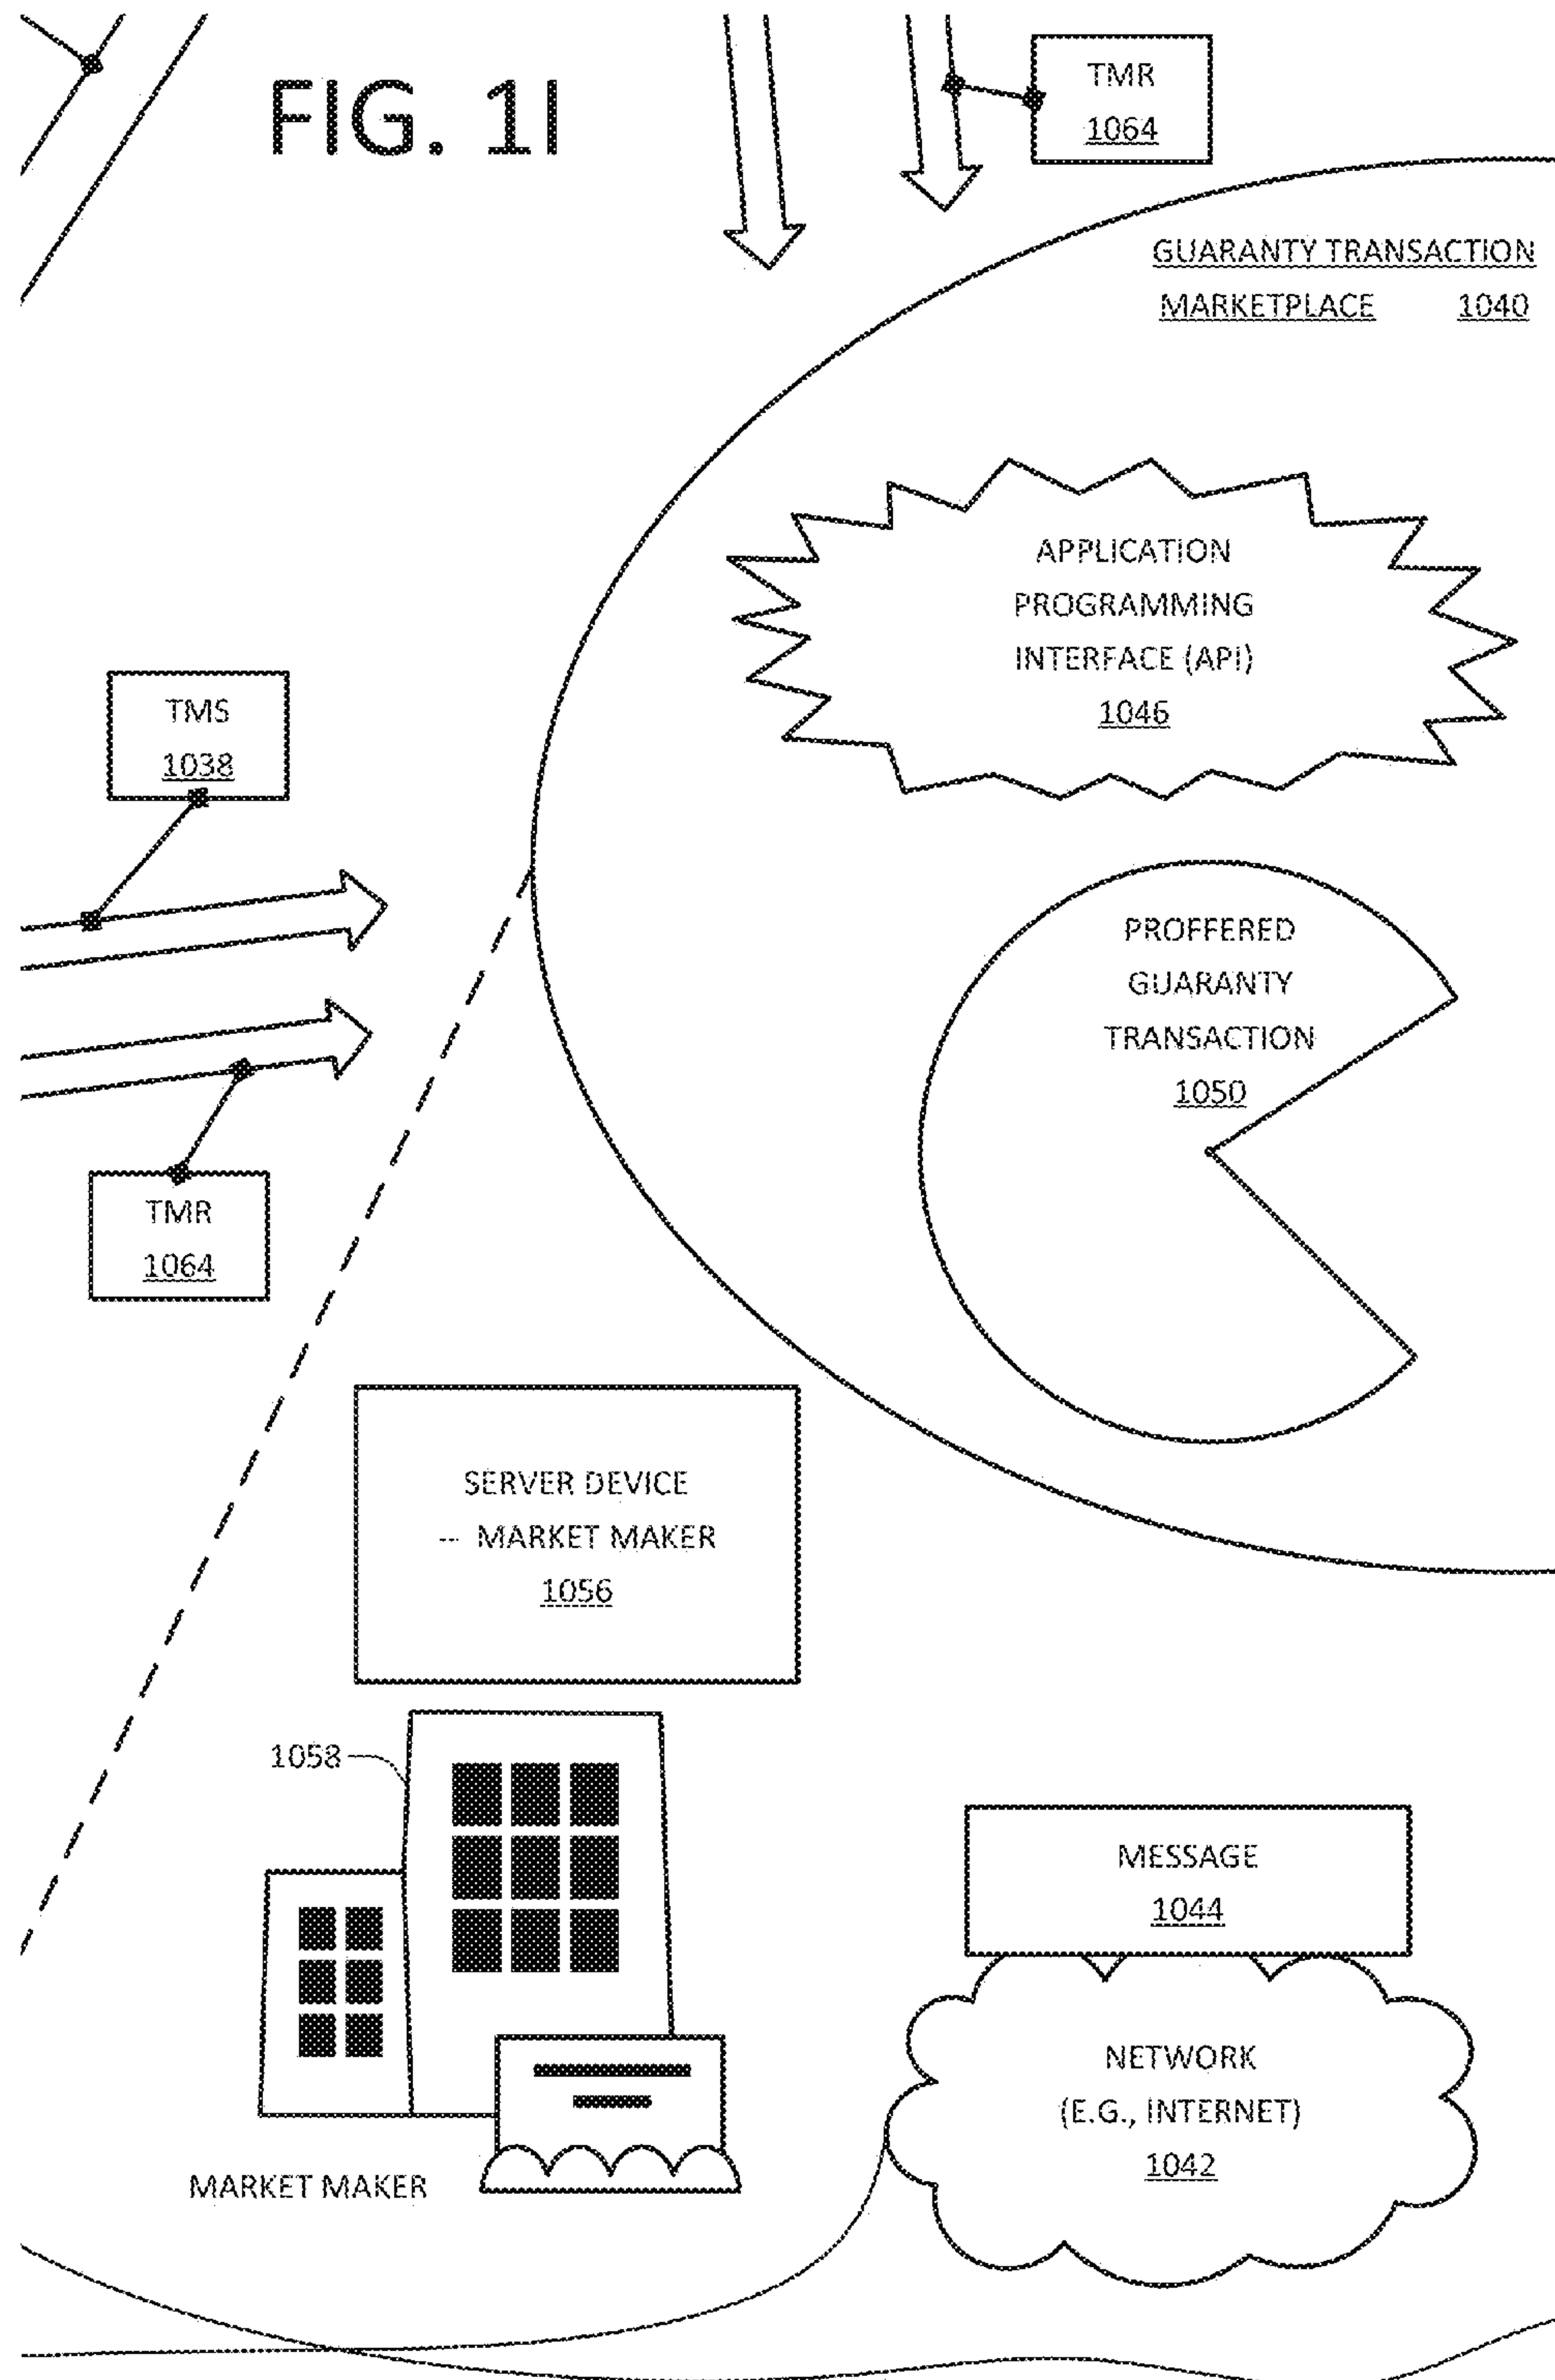 FIG. 1I
TMR
1064
GUARANTY TRANSACTION
MARKETPLACE 1040
APPLICATION
PROGRAMMING
INTERFACE (API)
1046
TMS
1038
PROFFERED
GUARANTY
TRANSACTION
1050
TMR
1064
SERVER DEVICE
-- MARKET MAKER
1056
1058
MESSAGE
1044
NETWORK
(E.G., INTERNET)
1042
MARKET MAKER